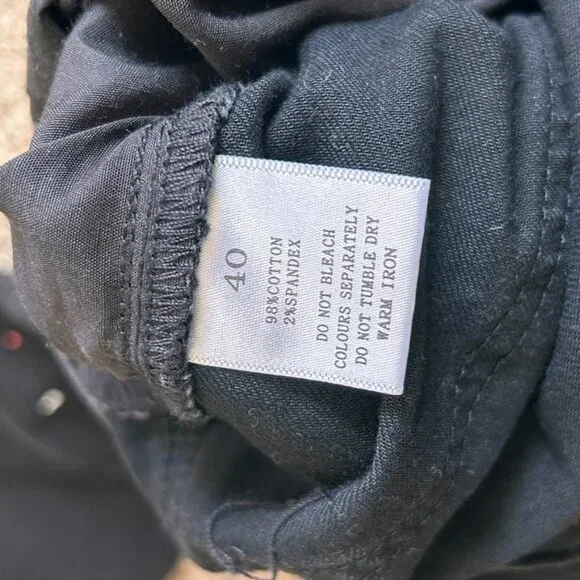 40
98%COTTON
2%SPANDEX
DO NOT BLEACH
COLOURS SEPARATELY
DO NOT TUMBLE DRY
WARM IRON